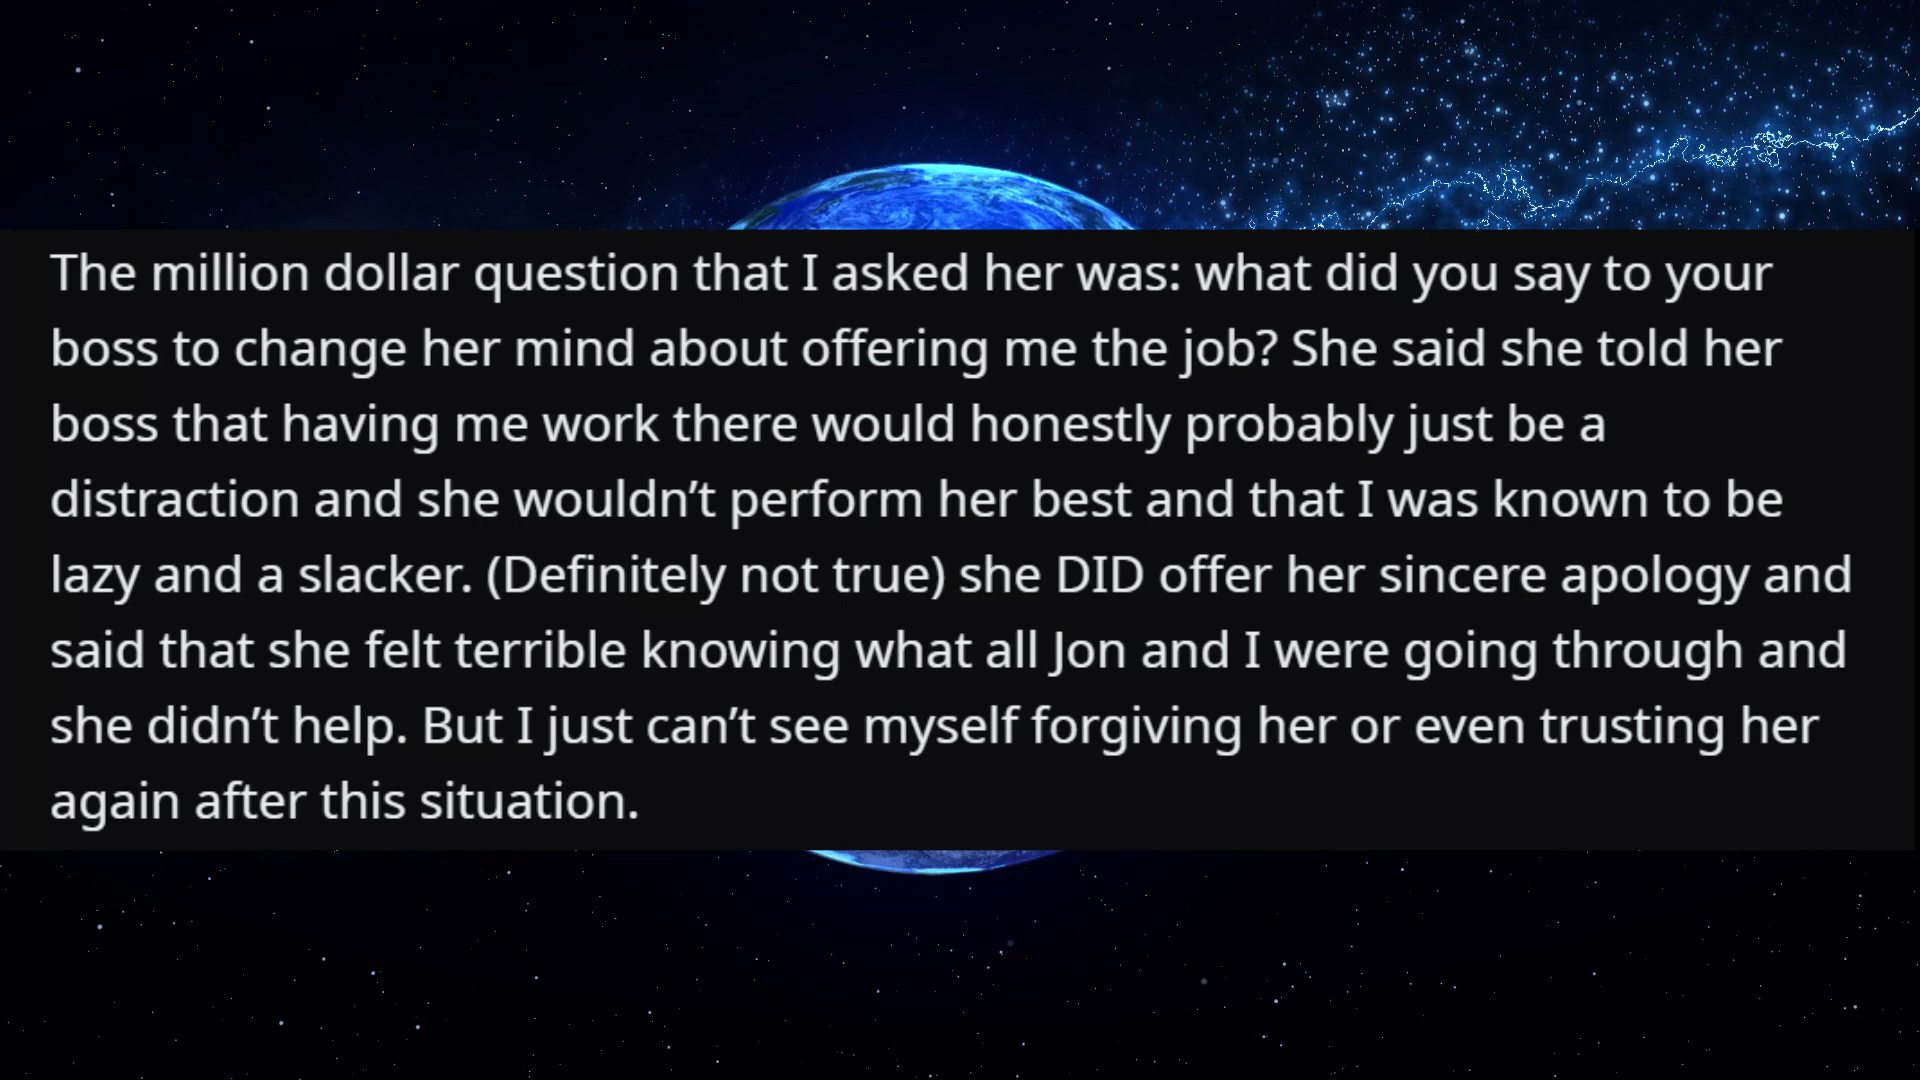 The million dollar question that I asked her was: what did you say to your
boss to change her mind about offering me the job? She said she told her
boss that having me work there would honestly probably just be a
distraction and she wouldn’t perform her best and that I was known to be
lazy and a slacker. (Definitely not true) she DID offer her sincere apology and
said that she felt terrible knowing what all Jon and I were going through and
she didn’t help. But I just can’t see myself forgiving her or even trusting her
again after this situation.